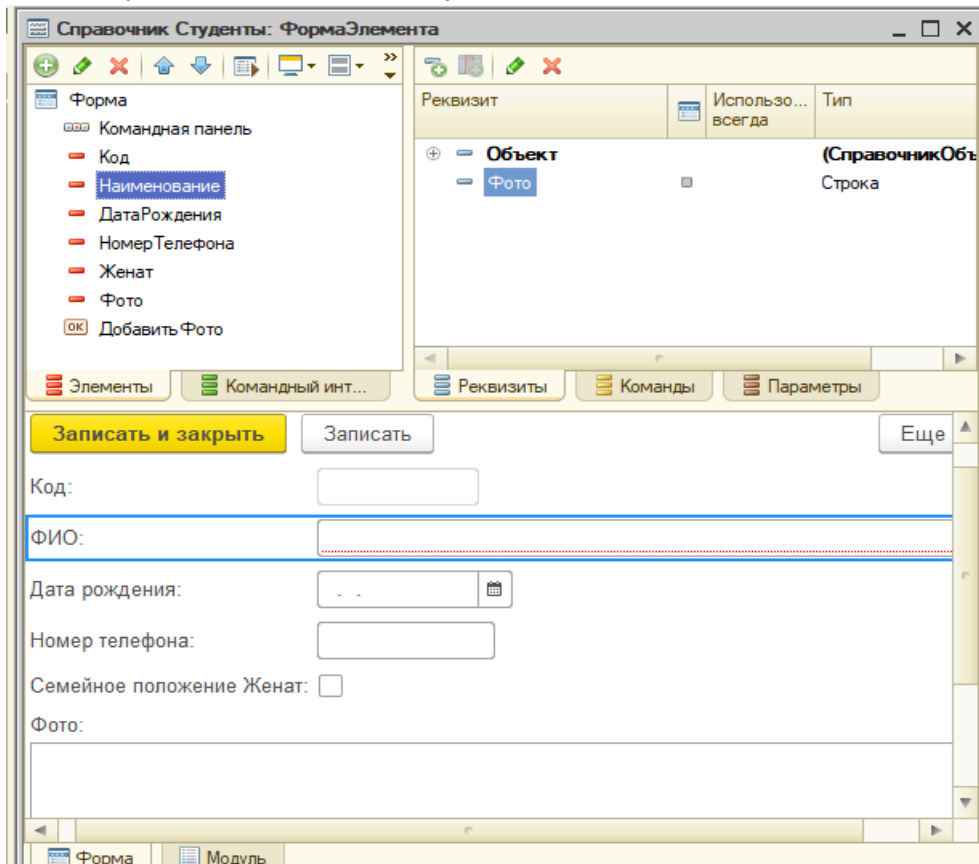 Справочник Студенты: ФормаЭлемента
Форма
Командная панель
Код
Наименование
ДатаРождения
НомерТелефона
Женат
Фото
OK ДобавитьФото
Элементы Командный инт...
Реквизит Использо... всегда Тип
Объект (СправочникОбъ
Фото Строка
Реквизиты Команды Параметры
Записать и закрыть Записать Еще
Код:
ФИО:
Дата рождения: . .
Номер телефона:
Семейное положение Женат:
Фото:
Форма Модуль